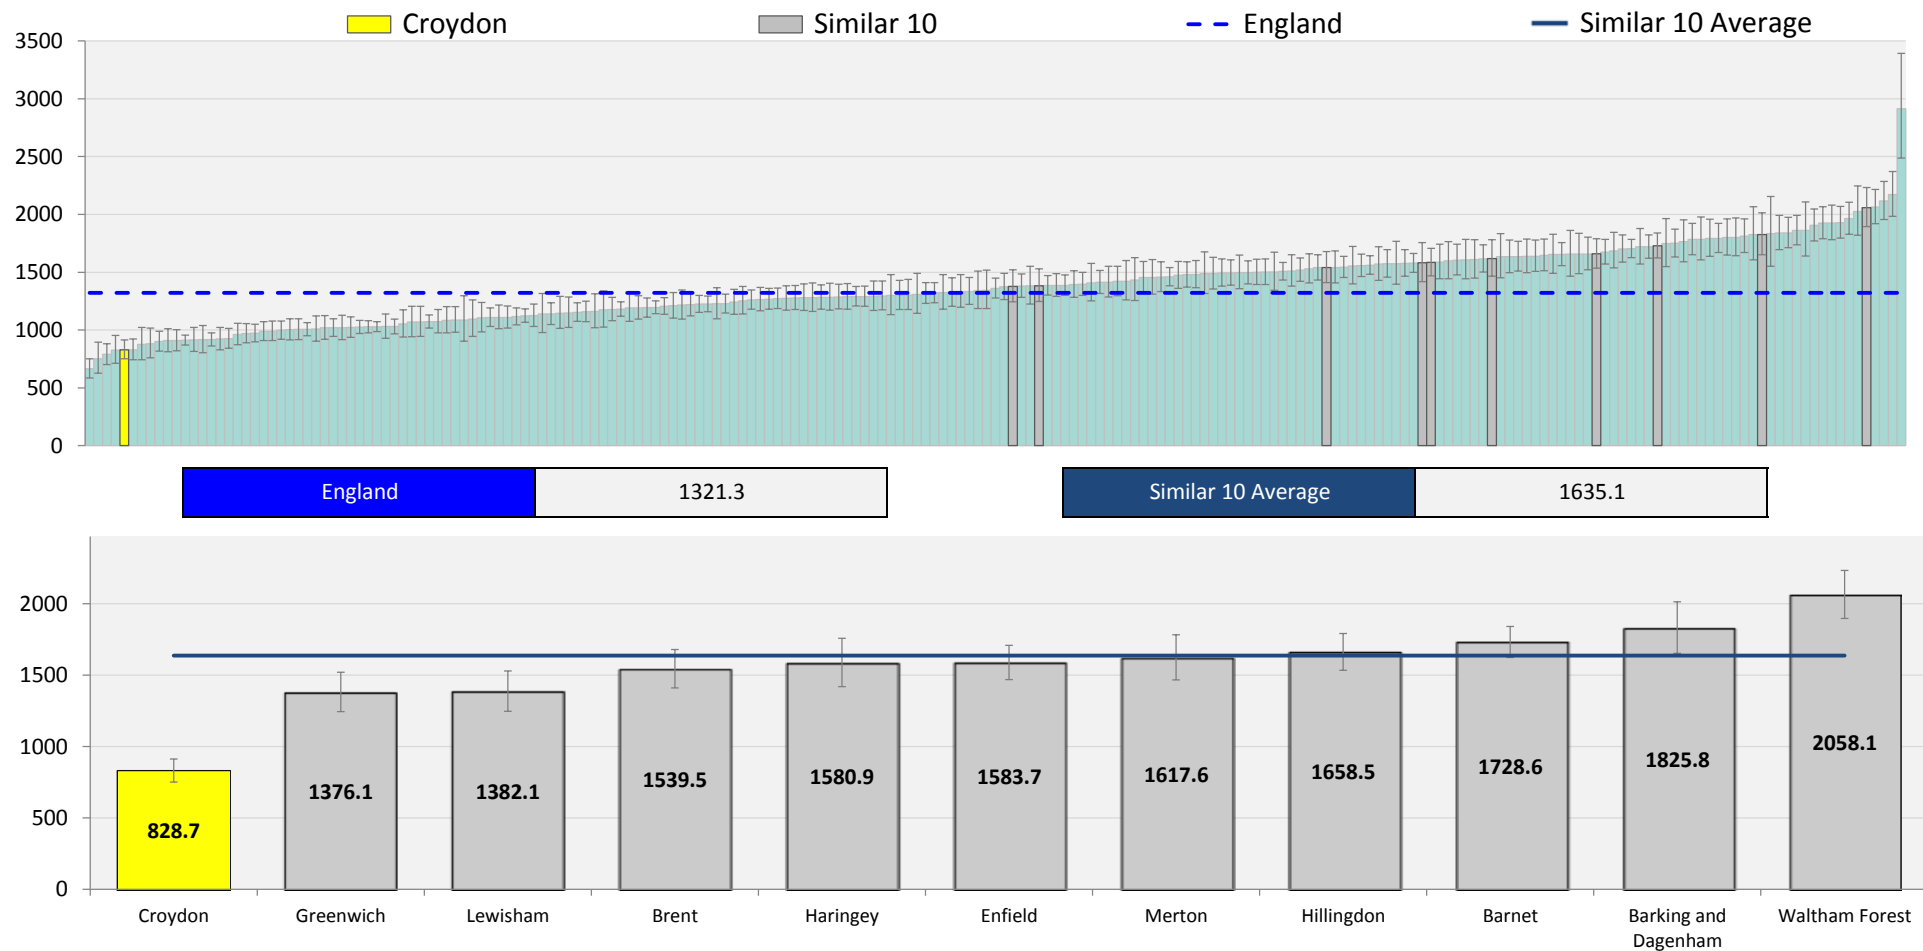 Croydon Similar 10 England Similar 10 Average
3500
3000
2500
2000
1500
1000
500
0
England 1321.3 Similar 10 Average 1635.1
2000
1500
1000
500
0
828.7 1376.1 1382.1 1539.5 1580.9 1583.7 1617.6 1658.5 1728.6 1825.8 2058.1
Croydon Greenwich Lewisham Brent Haringey Enfield Merton Hillingdon Barnet Barking and Waltham Forest
Dagenham